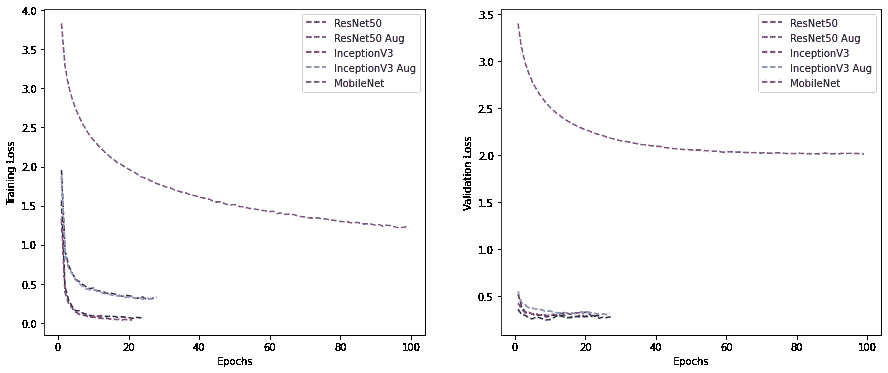 4.0
3.5
3.0
2.5
2.0
1.5
1.0
0.5
0.0
Training Loss
0
20
40
60
80
100
Epochs
ResNet50
ResNet50 Aug
InceptionV3
InceptionV3 Aug
MobileNet
3.5
3.0
2.5
2.0
1.5
1.0
0.5
Validation Loss
0
20
40
60
80
100
Epochs
ResNet50
ResNet50 Aug
InceptionV3
InceptionV3 Aug
MobileNet